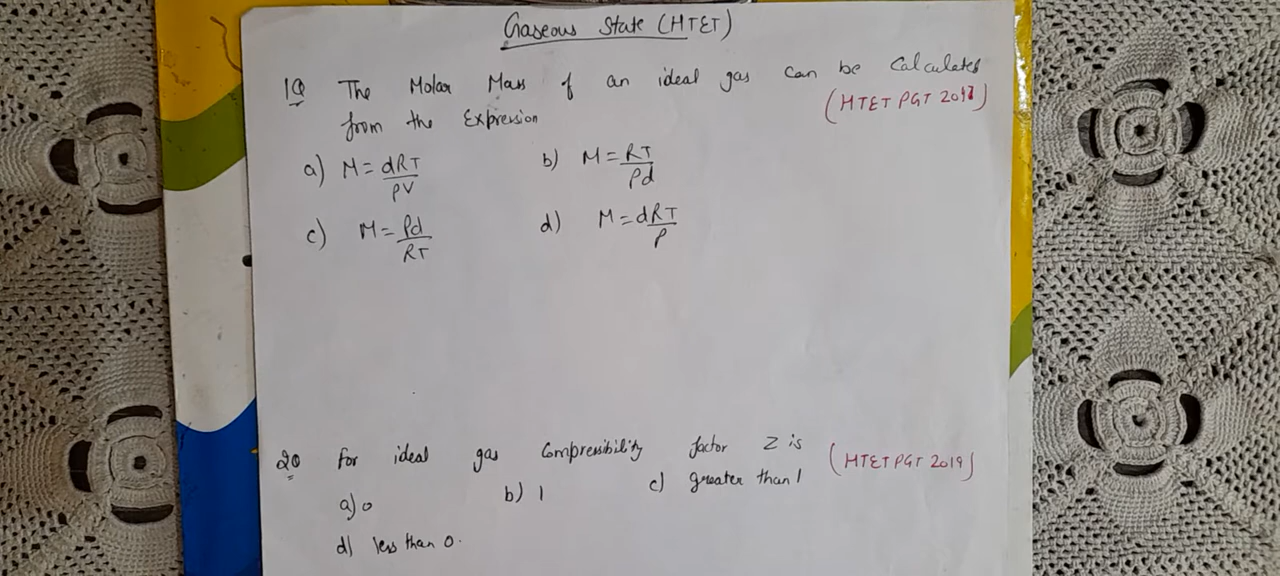 Gaseous State (HTET)
1Q The Molar Mass of an ideal gas can be Calculated
from the Expression (HTET PGT 2017)
a) M = dRT/PV b) M = RT/Pd
c) M = Pd/RT d) M = dRT/P
2Q For ideal gas Compressibility factor Z is (HTET PGT 2019)
a) 0 b) 1 c) greater than 1
d) less than 0.